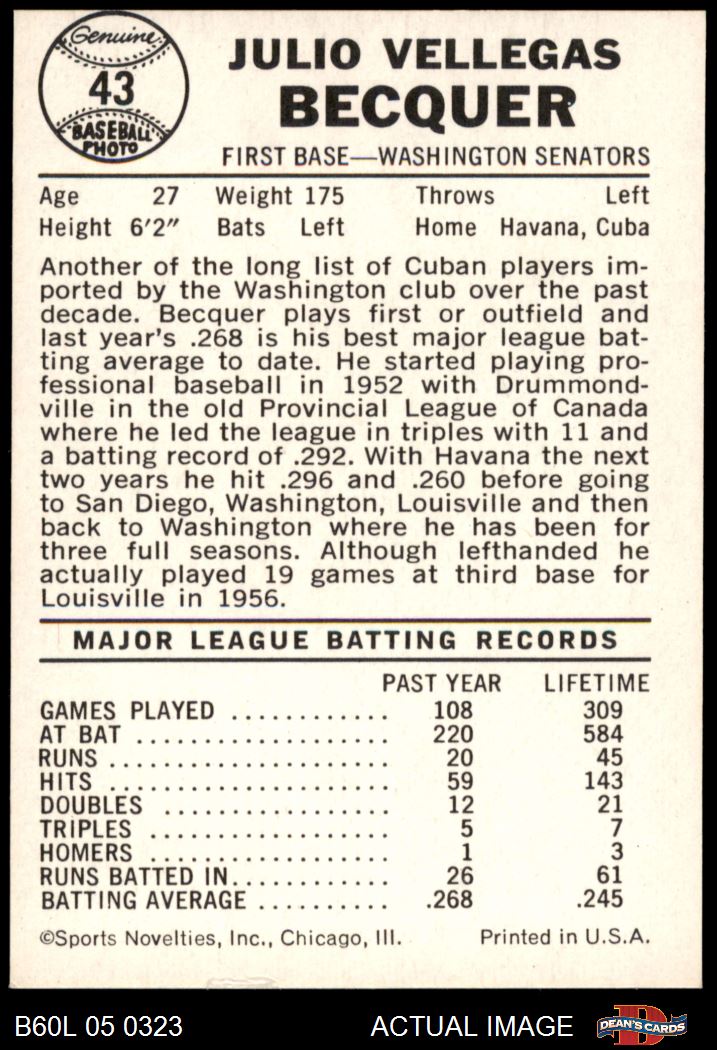 Genuine
43
BASEBALL
PHOTO
JULIO VELLEGAS
BECQUER
FIRST BASE—WASHINGTON SENATORS
Age 27 Weight 175 Throws Left
Height 6'2" Bats Left Home Havana, Cuba
Another of the long list of Cuban players im-
ported by the Washington club over the past
decade. Becquer plays first or outfield and
last year's .268 is his best major league bat-
ting average to date. He started playing pro-
fessional baseball in 1952 with Drummond-
ville in the old Provincial League of Canada
where he led the league in triples with 11 and
a batting record of .292. With Havana the next
two years he hit .296 and .260 before going
to San Diego, Washington, Louisville and then
back to Washington where he has been for
three full seasons. Although lefthanded he
actually played 19 games at third base for
Louisville in 1956.
MAJOR LEAGUE BATTING RECORDS
PAST YEAR LIFETIME
GAMES PLAYED ............ 108 309
AT BAT ................... 220 584
RUNS ...................... 20 45
HITS ..................... 59 143
DOUBLES ................. 12 21
TRIPLES .................. 5 7
HOMERS .................. 1 3
RUNS BATTED IN............ 26 61
BATTING AVERAGE .......... .268 .245
©Sports Novelties, Inc., Chicago, Ill. Printed in U.S.A.
B60L 05 0323 ACTUAL IMAGE D DEAN'S CARDS